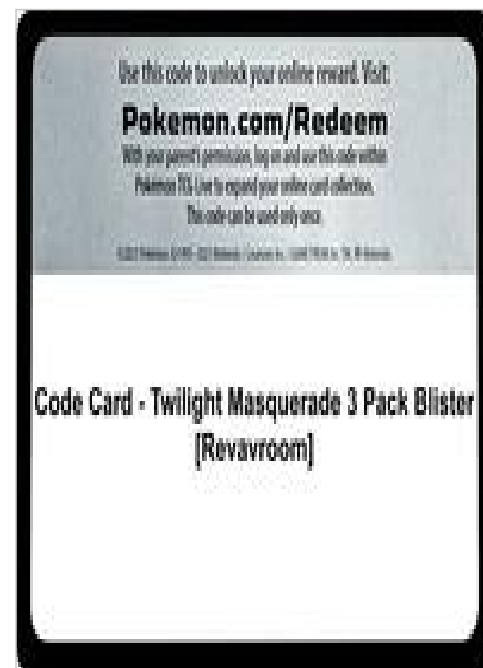 Use this code to unlock your online reward. Visit:
Pokemon.com/Redeem
With your parent's permission, log on and use this code within
Pokémon TCG Live to expand your online card collection.
This code can be used only once.
Code Card - Twilight Masquerade 3 Pack Blister
[Revavroom]